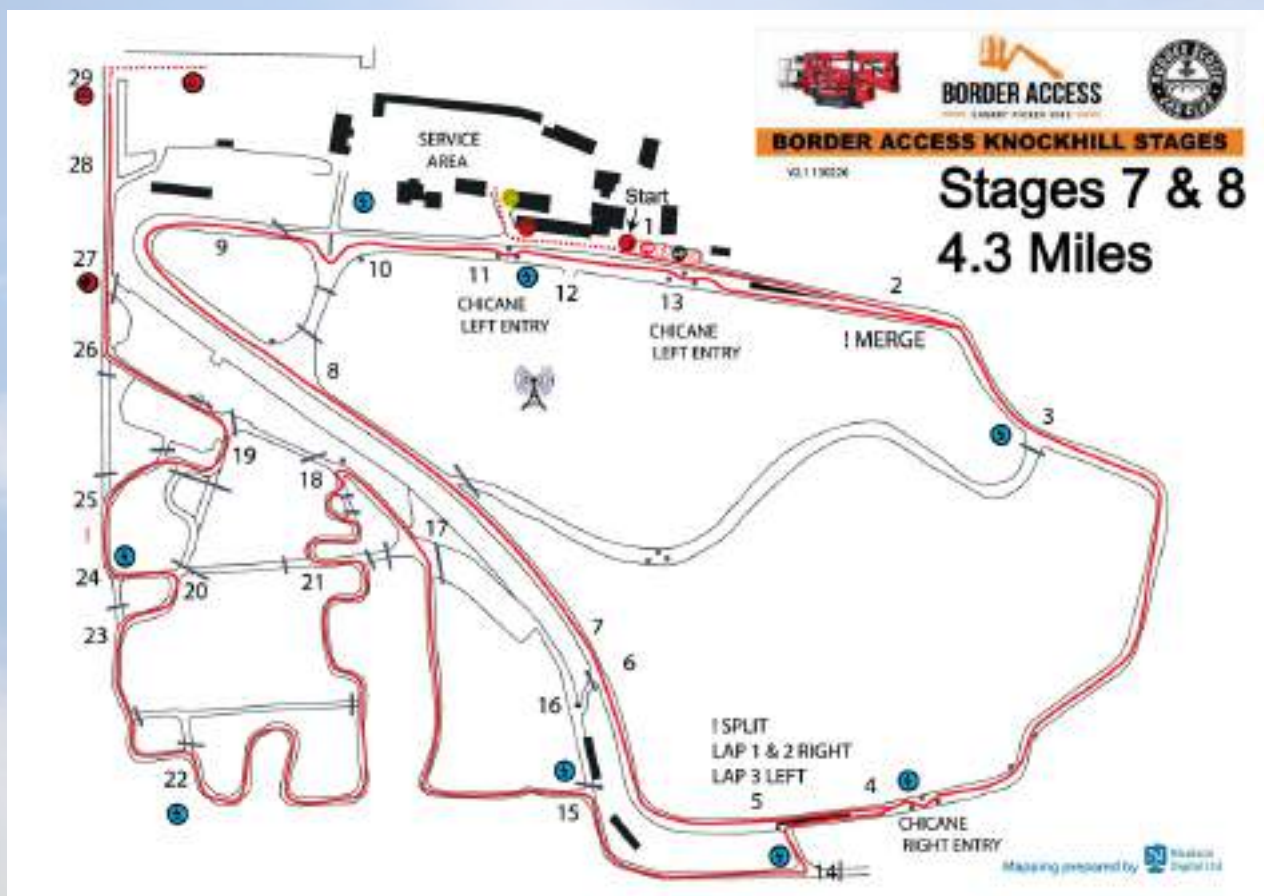 BORDER ACCESS
BORDER ACCESS KNOCKHILL STAGES
Stages 7 & 8
4.3 Miles
29
28
27
26
25
!
24
23
22
SERVICE
AREA
Start
1
2
! MERGE
3
9
10
11
CHICANE
LEFT ENTRY
12
13
CHICANE
LEFT ENTRY
8
19
18
17
20
21
7
6
16
! SPLIT
LAP 1 & 2 RIGHT
LAP 3 LEFT
15
5
4
CHICANE
RIGHT ENTRY
14
Mapping prepared by